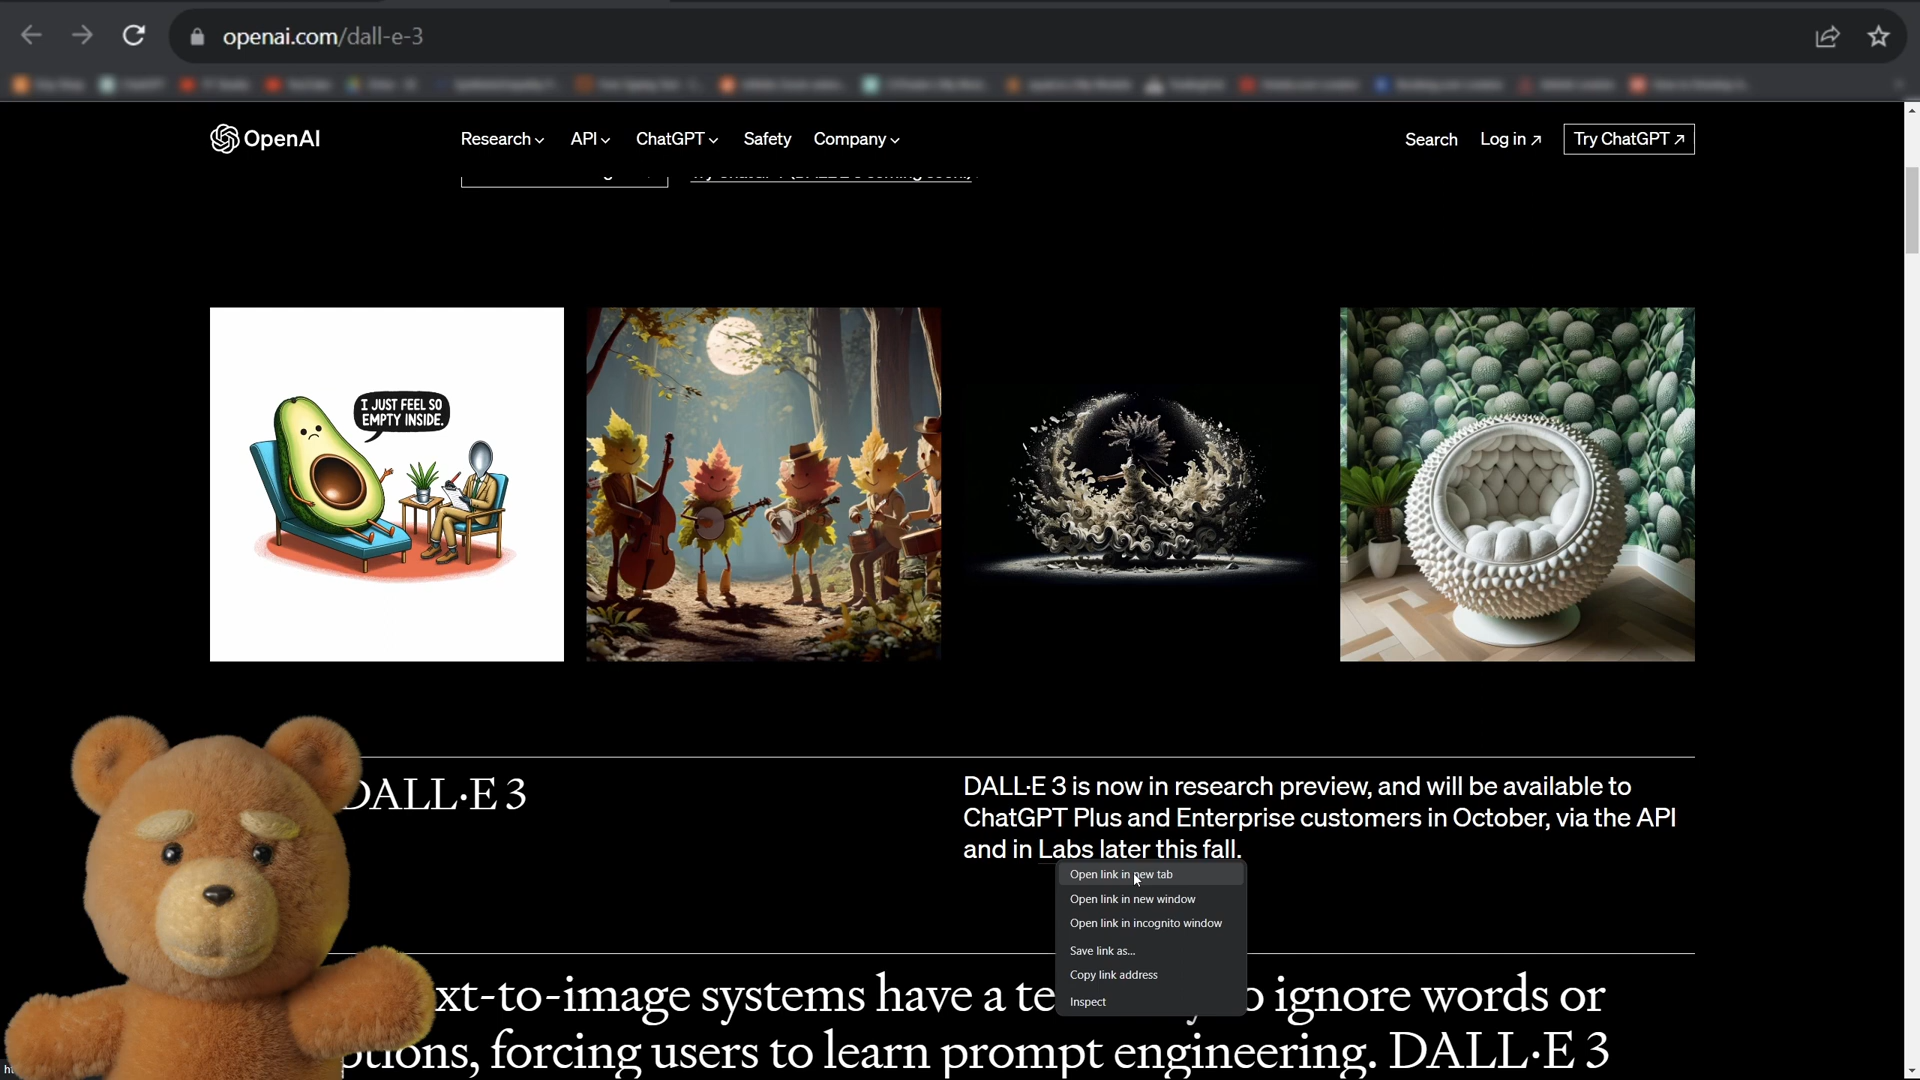 openai.com/dall-e-3
OpenAI
Research
API
ChatGPT
Safety
Company
Search
Log in ↗
Try ChatGPT ↗
I JUST FEEL SO
EMPTY INSIDE.
DALL·E 3
DALL·E 3 is now in research preview, and will be available to
ChatGPT Plus and Enterprise customers in October, via the API
and in Labs later this fall.
Open link in new tab
Open link in new window
Open link in incognito window
Save link as...
Copy link address
Inspect
xt-to-image systems have a te o ignore words or
ptions, forcing users to learn prompt engineering. DALL·E 3